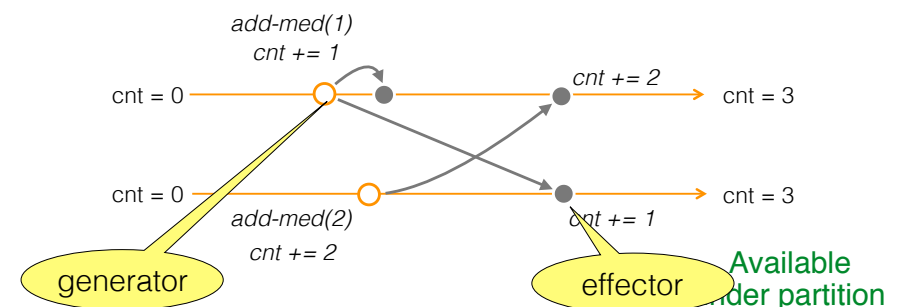 add-med(1)
cnt += 1
cnt += 2
cnt = 0
cnt = 3
cnt = 0
cnt = 3
add-med(2)
cnt += 1
cnt += 2
generator
effector
Available
partition